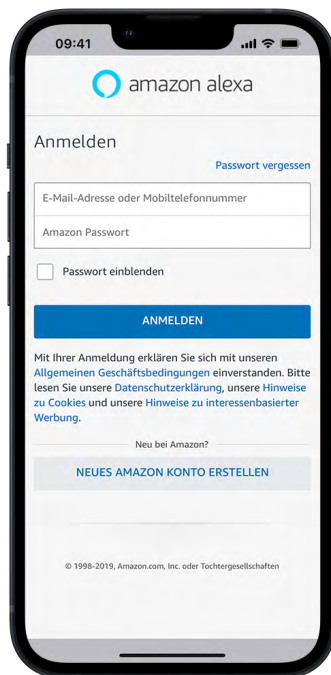 09:41
amazon alexa
Anmelden
Passwort vergessen
E-Mail-Adresse oder Mobiltelefonnummer
Amazon Passwort
Passwort einblenden
ANMELDEN
Mit Ihrer Anmeldung erklären Sie sich mit unseren
Allgemeinen Geschäftsbedingungen einverstanden. Bitte
lesen Sie unsere Datenschutzerklärung, unsere Hinweise
zu Cookies und unsere Hinweise zu interessenbasierter
Werbung.
Neu bei Amazon?
NEUES AMAZON KONTO ERSTELLEN
© 1998-2019, Amazon.com, Inc. oder Tochtergesellschaften